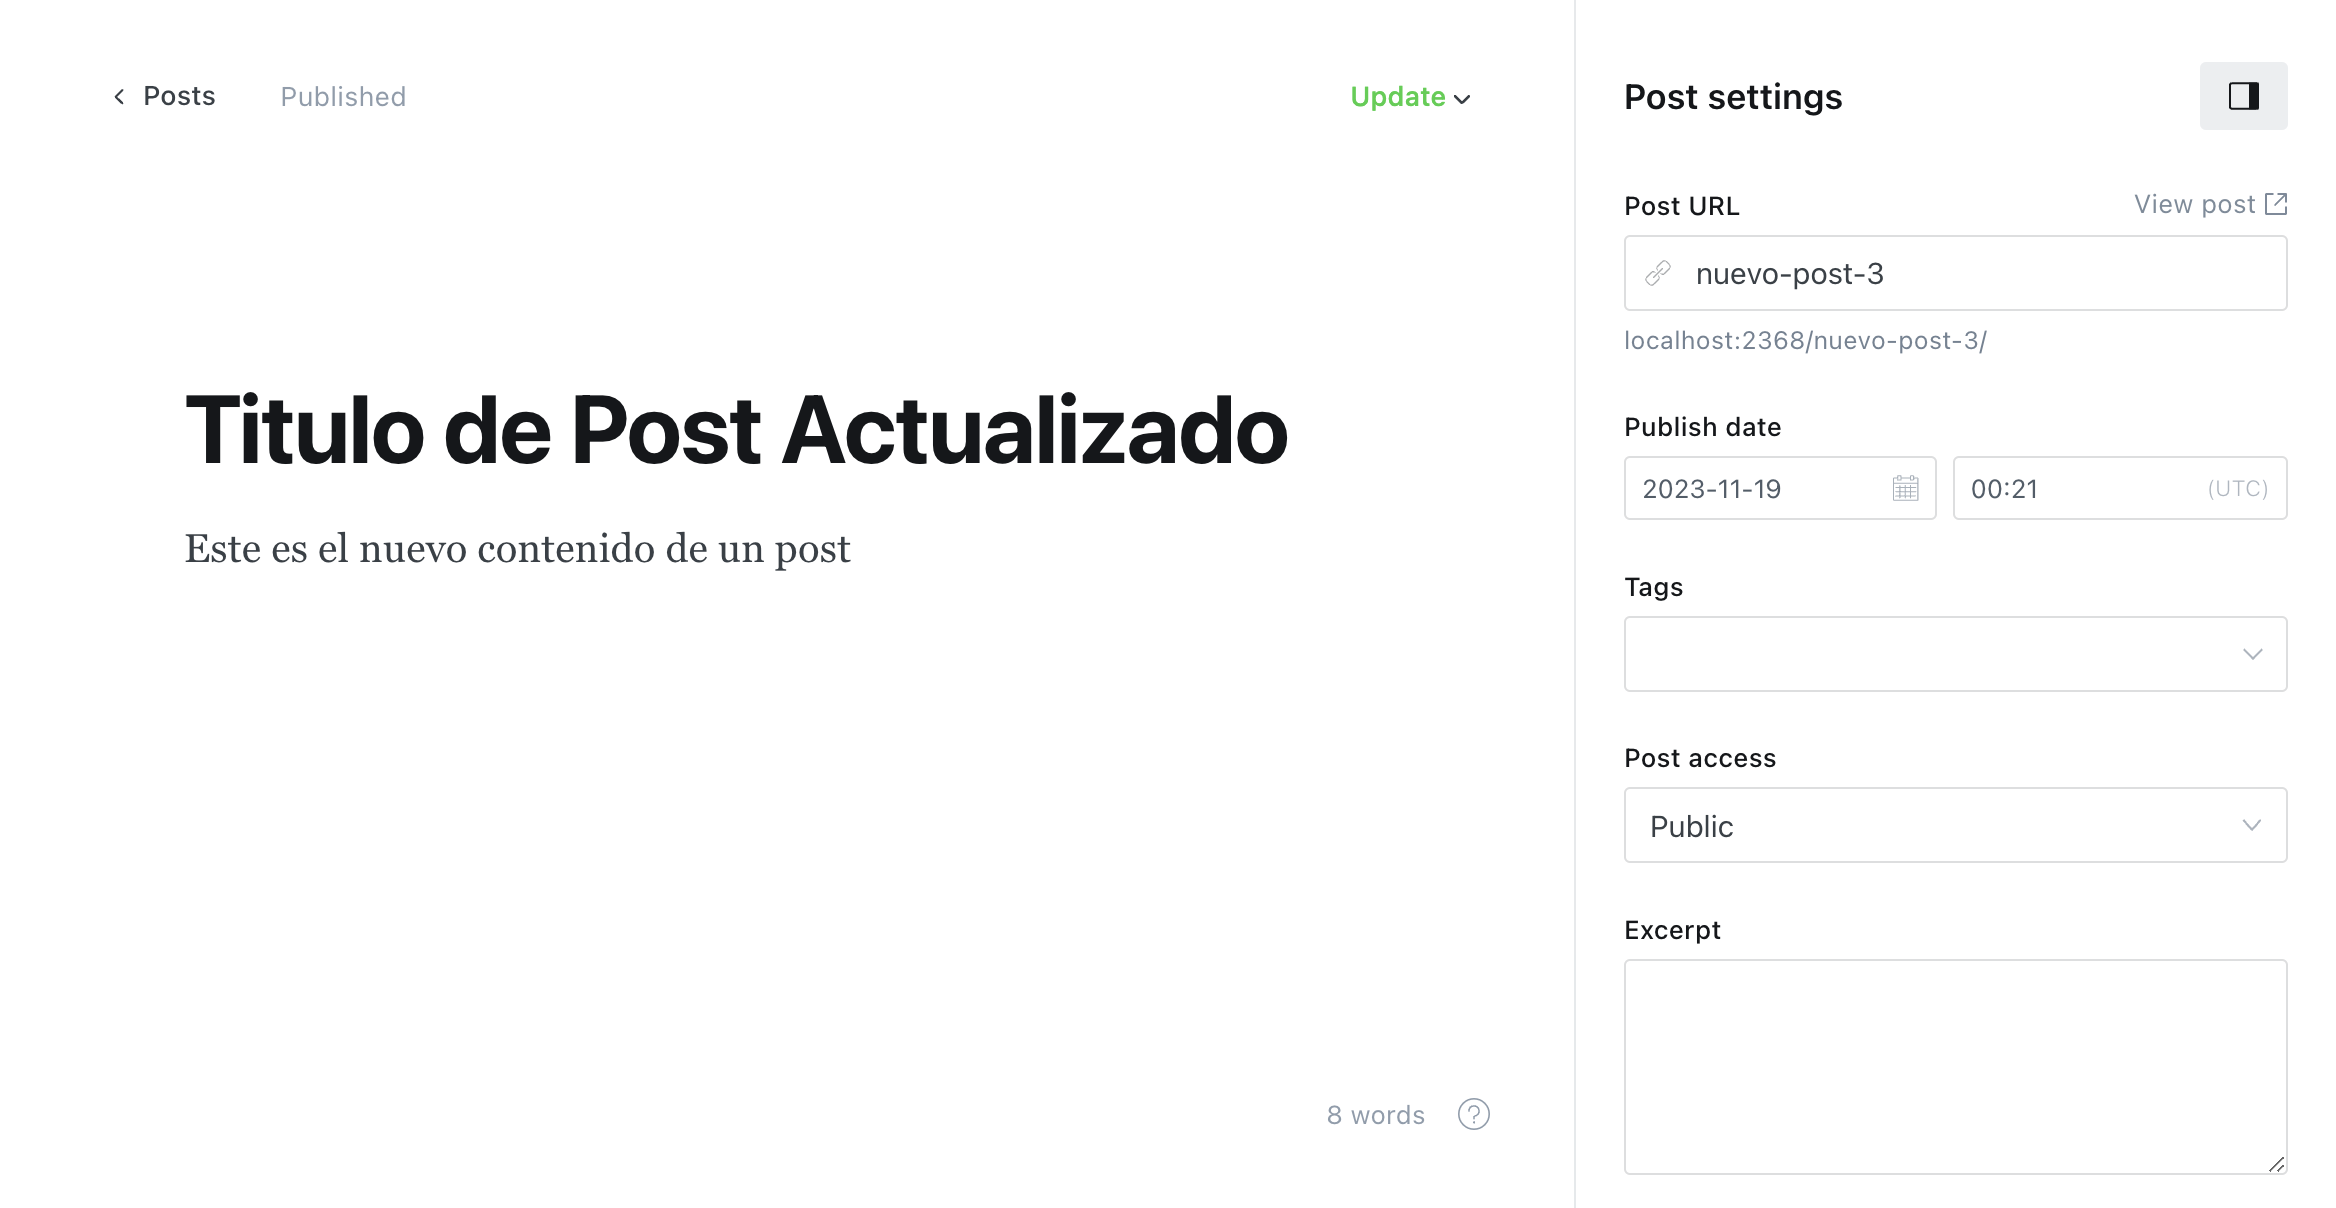 Posts
Published
Update
Titulo de Post Actualizado
Este es el nuevo contenido de un post
8 words
?
Post settings
Post URL
View post
nuevo-post-3
localhost:2368/nuevo-post-3/
Publish date
2023-11-19
00:21
(UTC)
Tags
Post access
Public
Excerpt